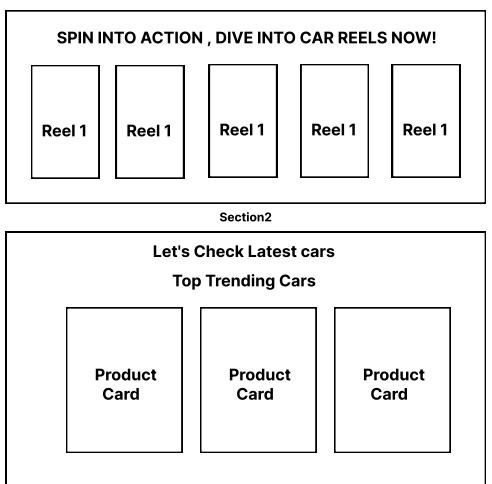 SPIN INTO ACTION , DIVE INTO CAR REELS NOW!
Reel 1
Reel 1
Reel 1
Reel 1
Reel 1
Section2
Let's Check Latest cars
Top Trending Cars
Product
Card
Product
Card
Product
Card